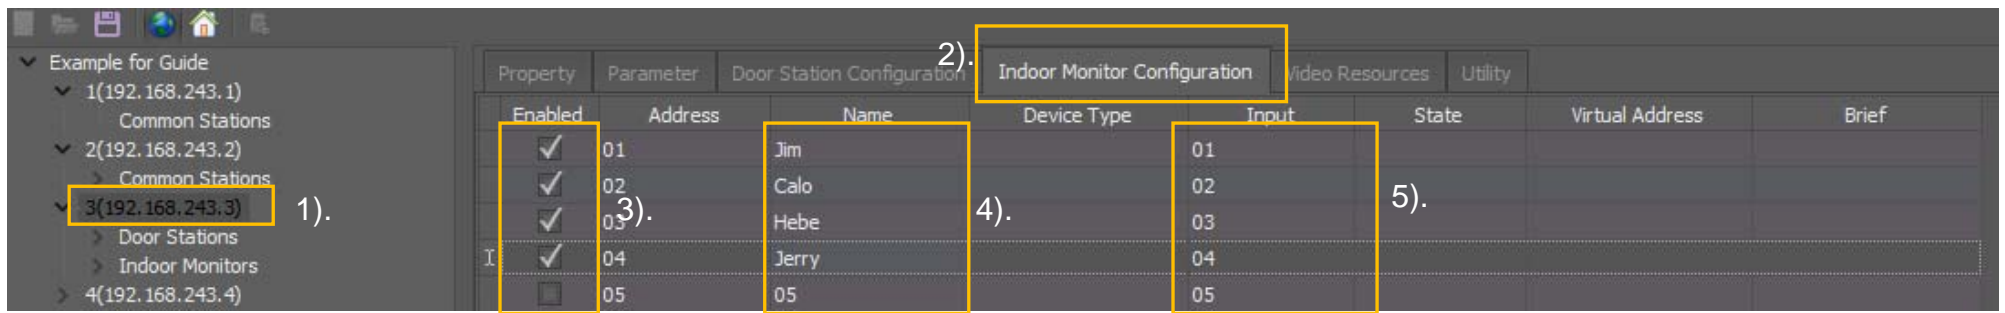 Example for Guide
1(192.168.243.1)
Common Stations
2(192.168.243.2)
Common Stations
3(192.168.243.3)
1).
Door Stations
Indoor Monitors
4(192.168.243.4)
2).
Property Parameter Door Station Configuration Indoor Monitor Configuration Video Resources Utility
Enabled Address Name Device Type Input State Virtual Address Brief
01 Jim 01
02 Calo 02
3). 4). 5).
03 Hebe 03
04 Jerry 04
05 05 05